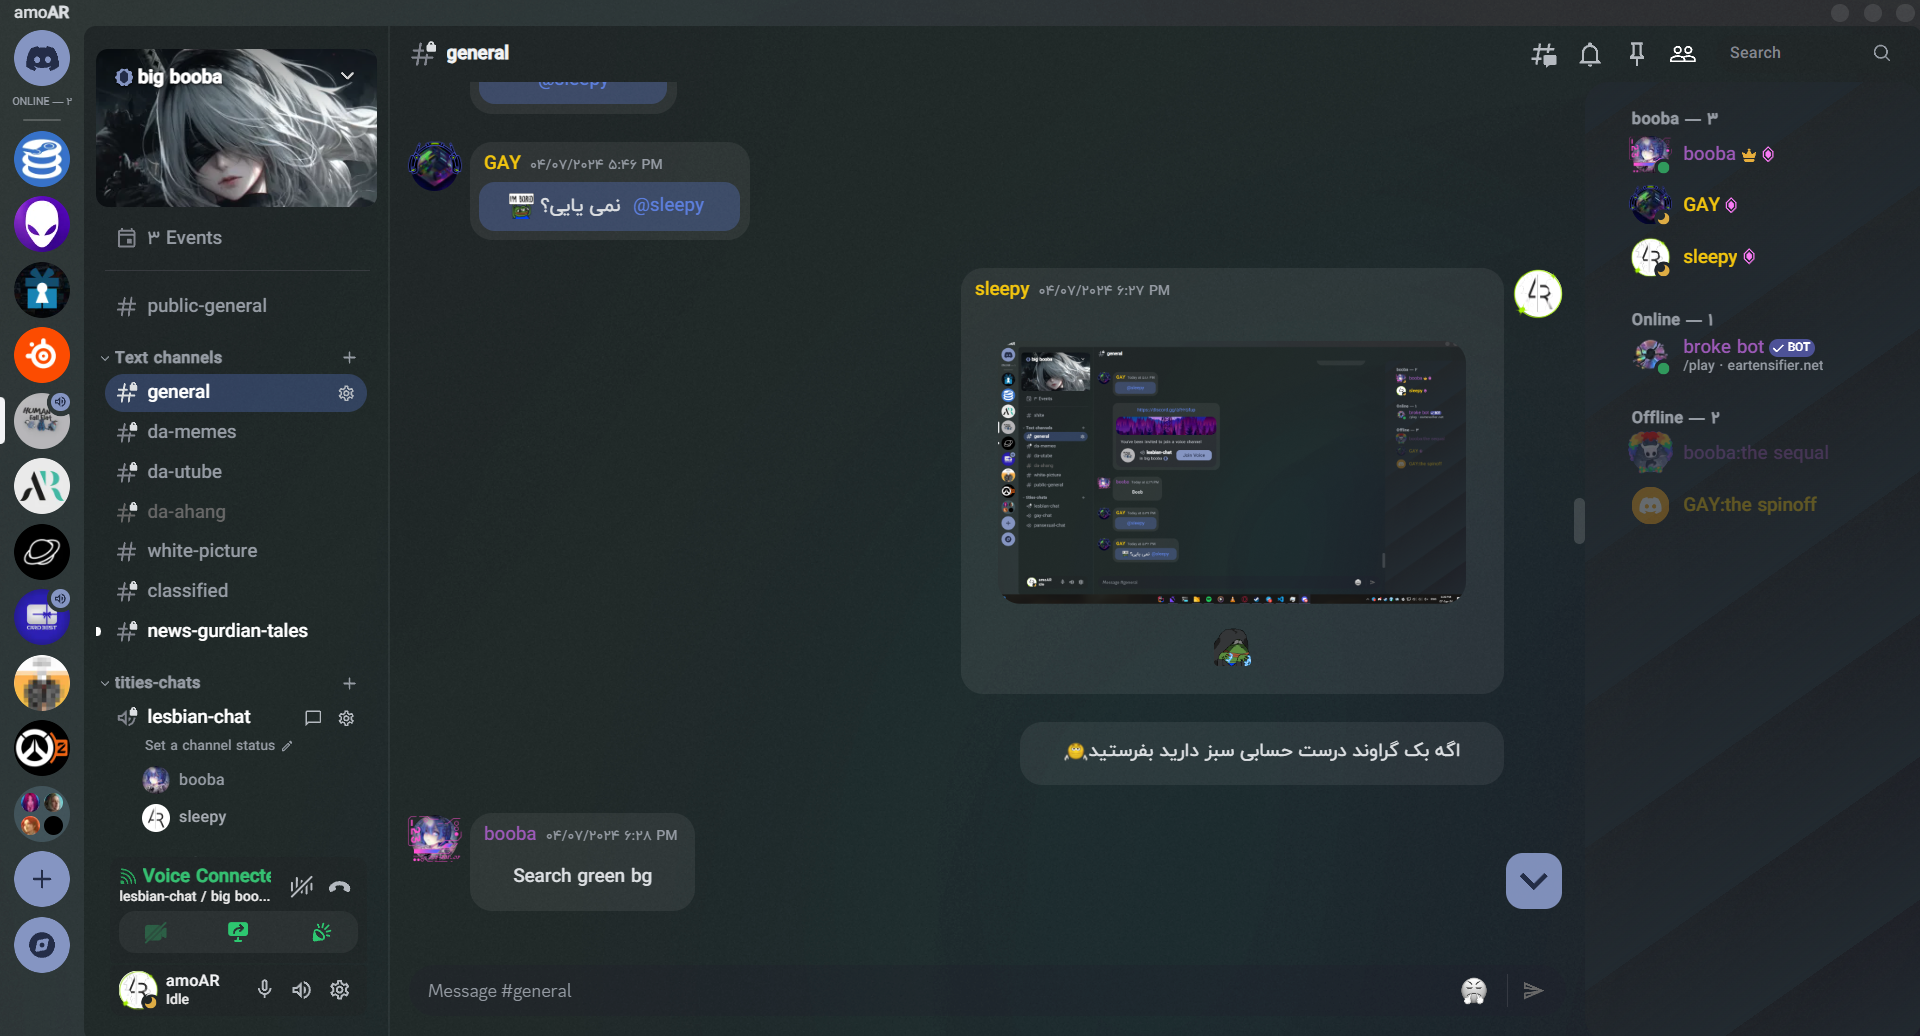 amoAR
ONLINE — ۲
big booba
۳ Events
public-general
Text channels
general
da-memes
da-utube
da-ahang
white-picture
classified
news-gurdian-tales
tities-chats
lesbian-chat
Set a channel status
booba
sleepy
Voice Connecte
lesbian-chat / big boo...
amoAR
Idle
general
Search
@sleepy
GAY ۰۴/۰۷/۲۰۲۴ ۵:۴۶ PM
@sleepy نمی یایی؟
sleepy ۰۴/۰۷/۲۰۲۴ ۶:۲۷ PM
big booba
general
اگه بک گراوند درست حسابی سبز دارید بفرستید
booba ۰۴/۰۷/۲۰۲۴ ۶:۲۸ PM
Search green bg
Message #general
booba — ۳
booba
GAY
sleepy
Online — ۱
broke bot BOT
/play · eartensifier.net
Offline — ۲
booba:the sequal
GAY:the spinoff